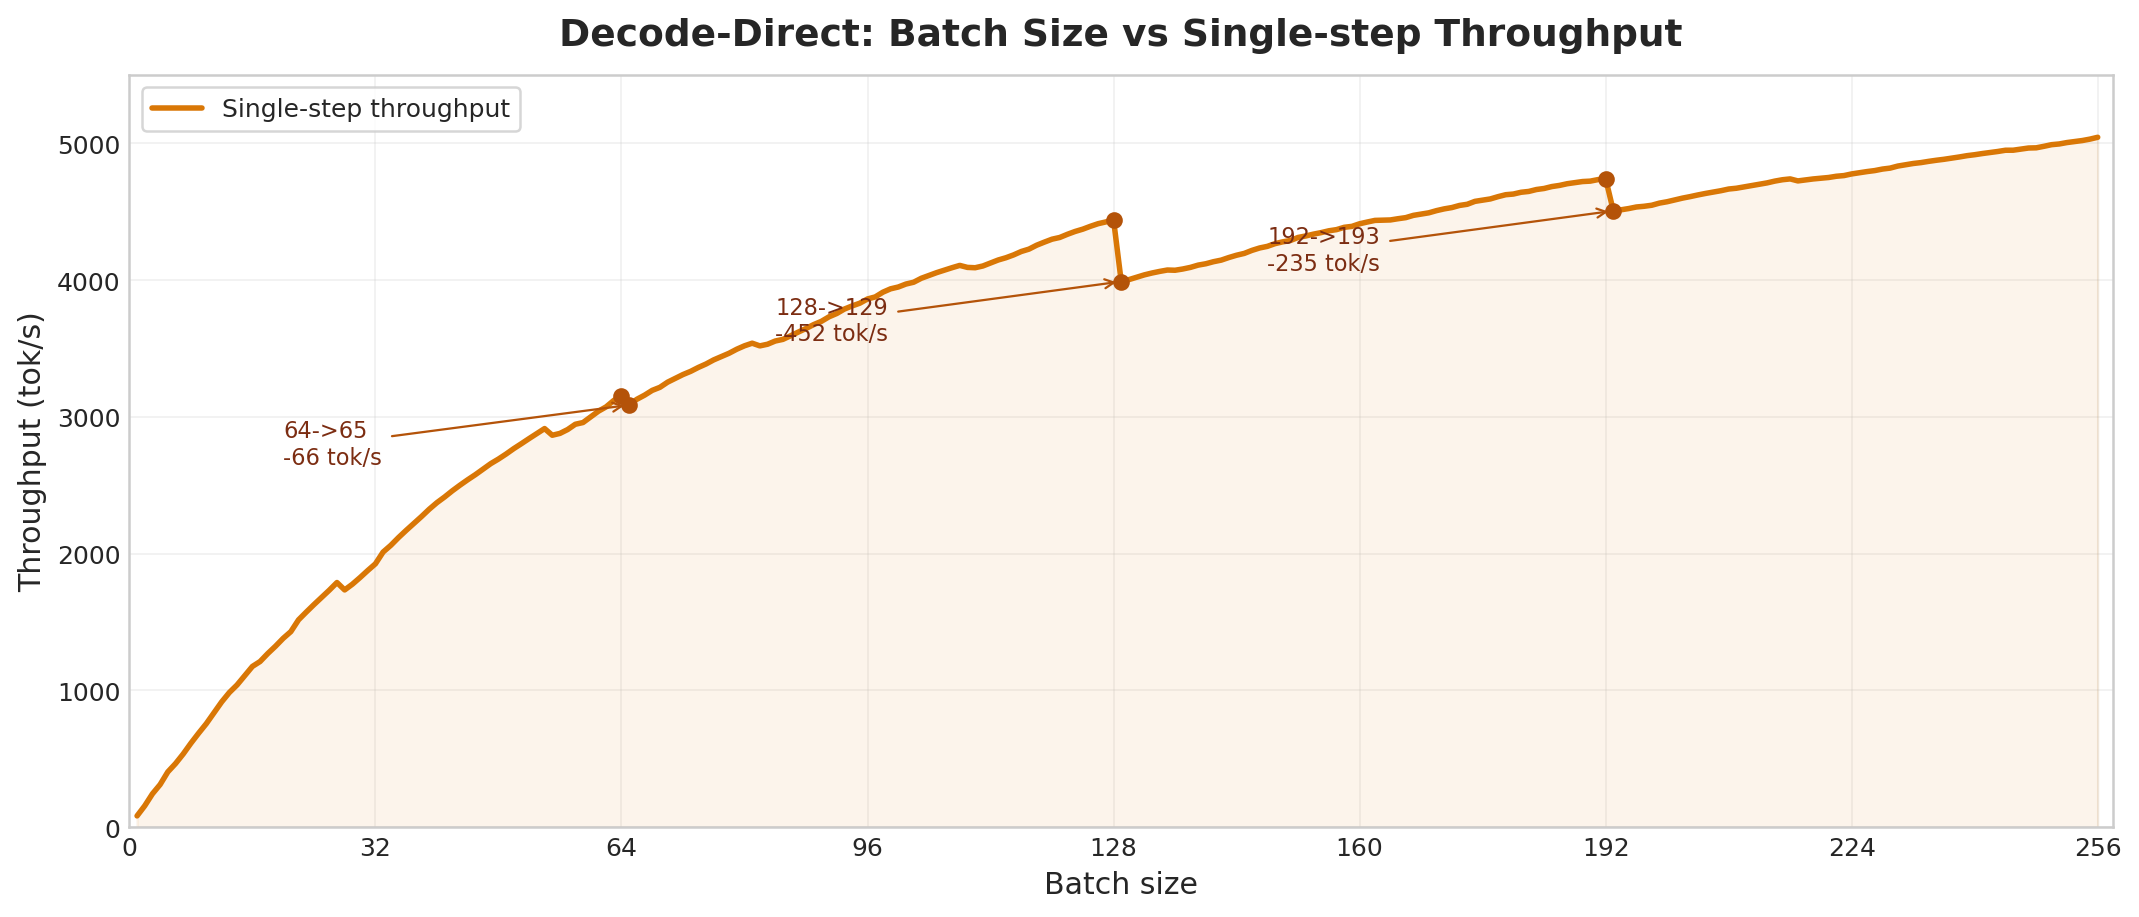 Decode-Direct: Batch Size vs Single-step Throughput
Single-step throughput
Throughput (tok/s)
5000
4000
3000
2000
1000
0
64->65
-66 tok/s
128->129
-452 tok/s
192->193
-235 tok/s
0 32 64 96 128 160 192 224 256
Batch size